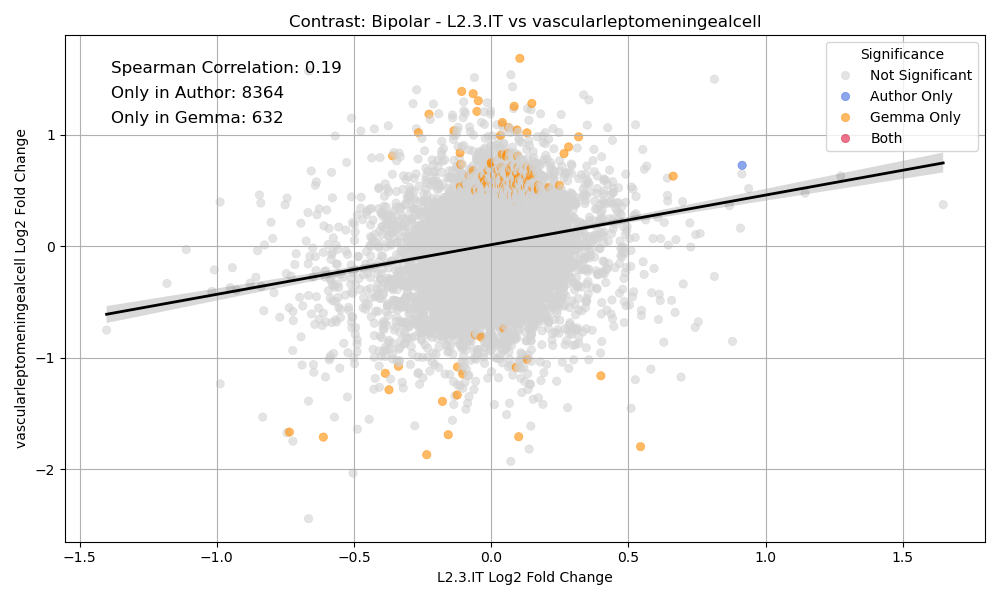 Contrast: Bipolar - L2.3.IT vs vascularleptomeningealcell
Spearman Correlation: 0.19
Only in Author: 8364
Only in Gemma: 632
Significance
Not Significant
Author Only
Gemma Only
Both
vascularleptomeningealcell Log2 Fold Change
1
0
−1
−2
−1.5
−1.0
−0.5
0.0
0.5
1.0
1.5
L2.3.IT Log2 Fold Change